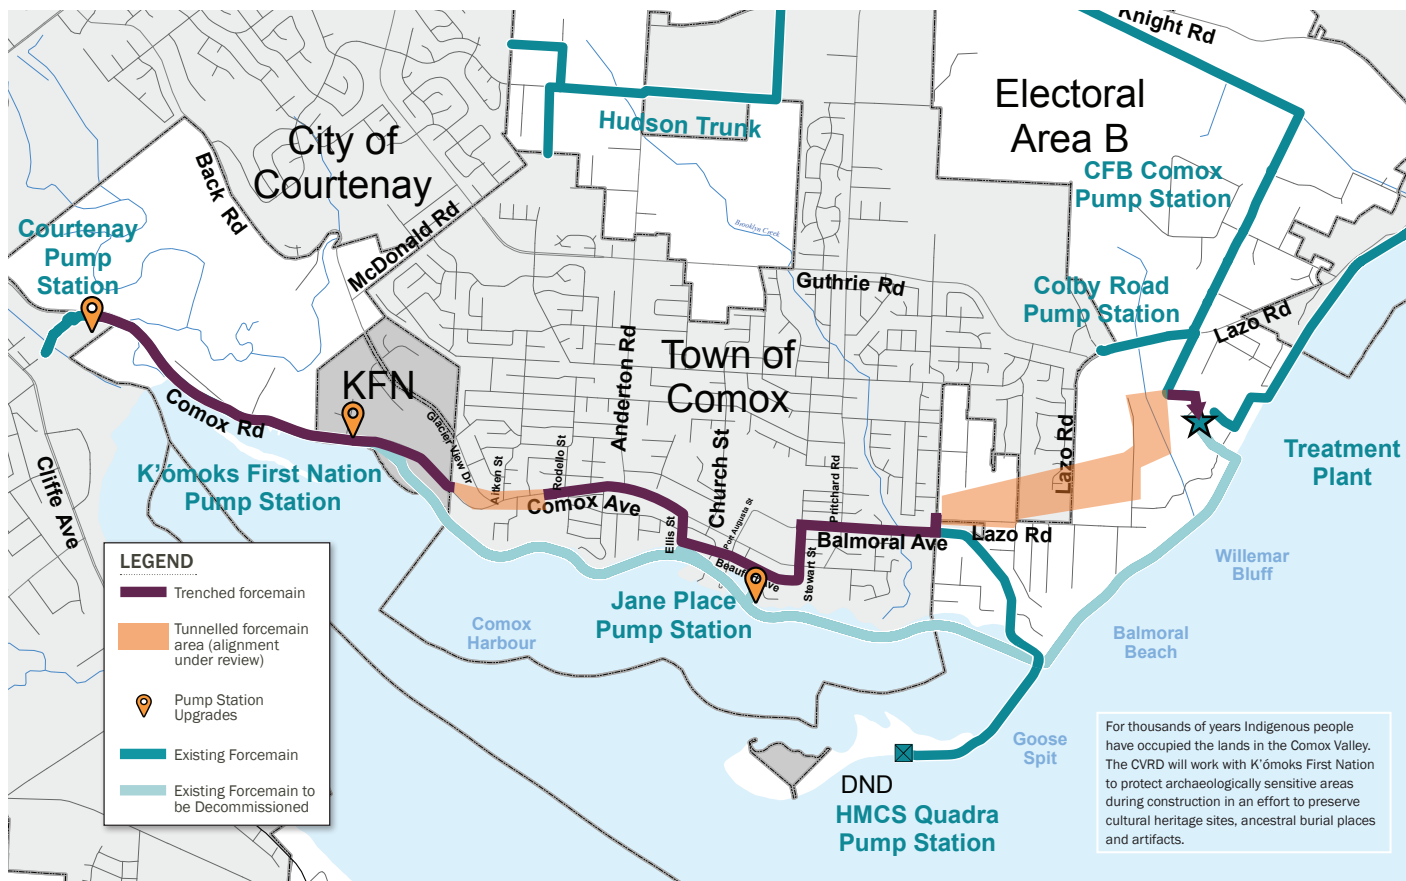 Knight Rd
Electoral
Area B
Hudson Trunk
City of
Courtenay
Back Rd
McDonald Rd
CFB Comox
Pump Station
Courtenay
Pump
Station
Brooklyn Creek
Guthrie Rd
Colby Road
Pump Station
Lazo Rd
Town of
Comox
Anderton Rd
KFN
Comox Rd
Glacier View Dr
Church St
Lazo Rd
Cliffe Ave
K'ómoks First Nation
Pump Station
Aitken St
Rodello St
Comox Ave
Pritchard Rd
Port Augusta St
Ellis St
Treatment
Plant
Balmoral Ave
Lazo Rd
Stewart St
Jane Place
Pump Station
Comox
Harbour
Willemar
Bluff
Balmoral
Beach
Goose
Spit
DND
HMCS Quadra
Pump Station
LEGEND
Trenched forcemain
Tunnelled forcemain
area (alignment
under review)
Pump Station
Upgrades
Existing Forcemain
Existing Forcemain to
be Decommissioned
For thousands of years Indigenous people
have occupied the lands in the Comox Valley.
The CVRD will work with K'ómoks First Nation
to protect archaeologically sensitive areas
during construction in an effort to preserve
cultural heritage sites, ancestral burial places
and artifacts.